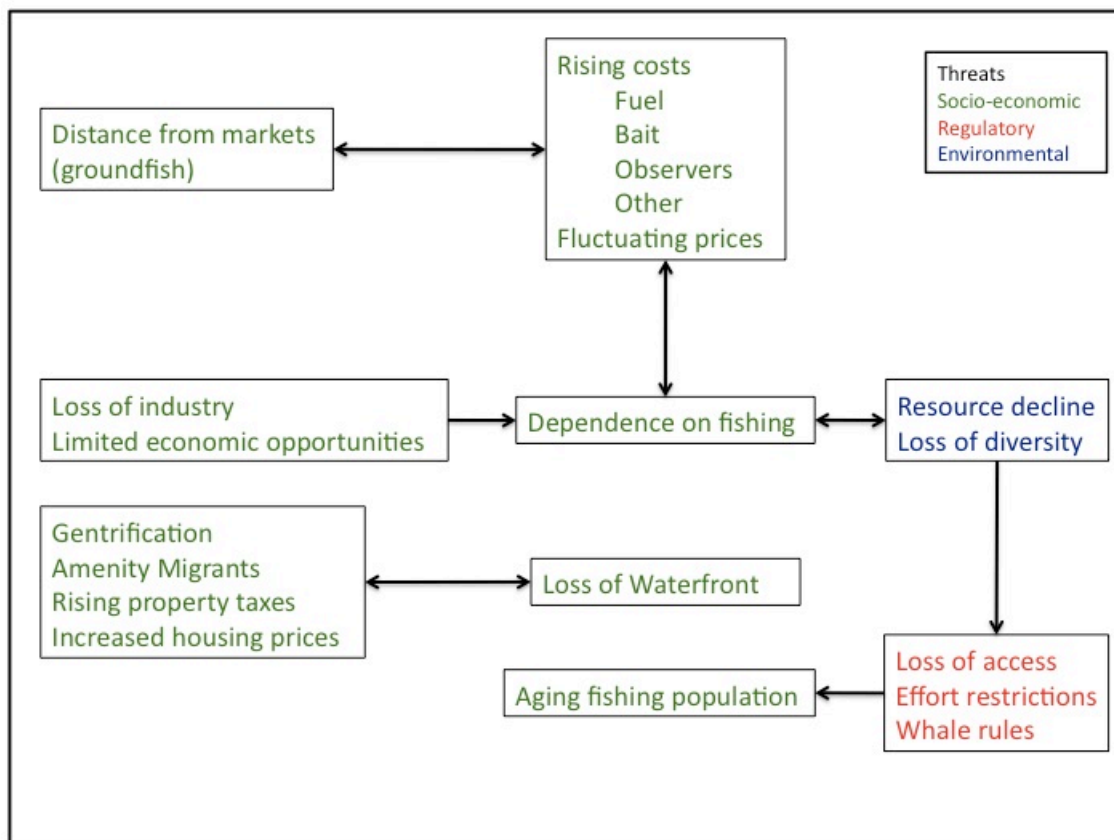 Rising costs
Fuel
Bait
Observers
Other
Fluctuating prices
Threats
Socio-economic
Regulatory
Environmental
Distance from markets
(groundfish)
Loss of industry
Limited economic opportunities
Dependence on fishing
Resource decline
Loss of diversity
Gentrification
Amenity Migrants
Rising property taxes
Increased housing prices
Loss of Waterfront
Aging fishing population
Loss of access
Effort restrictions
Whale rules